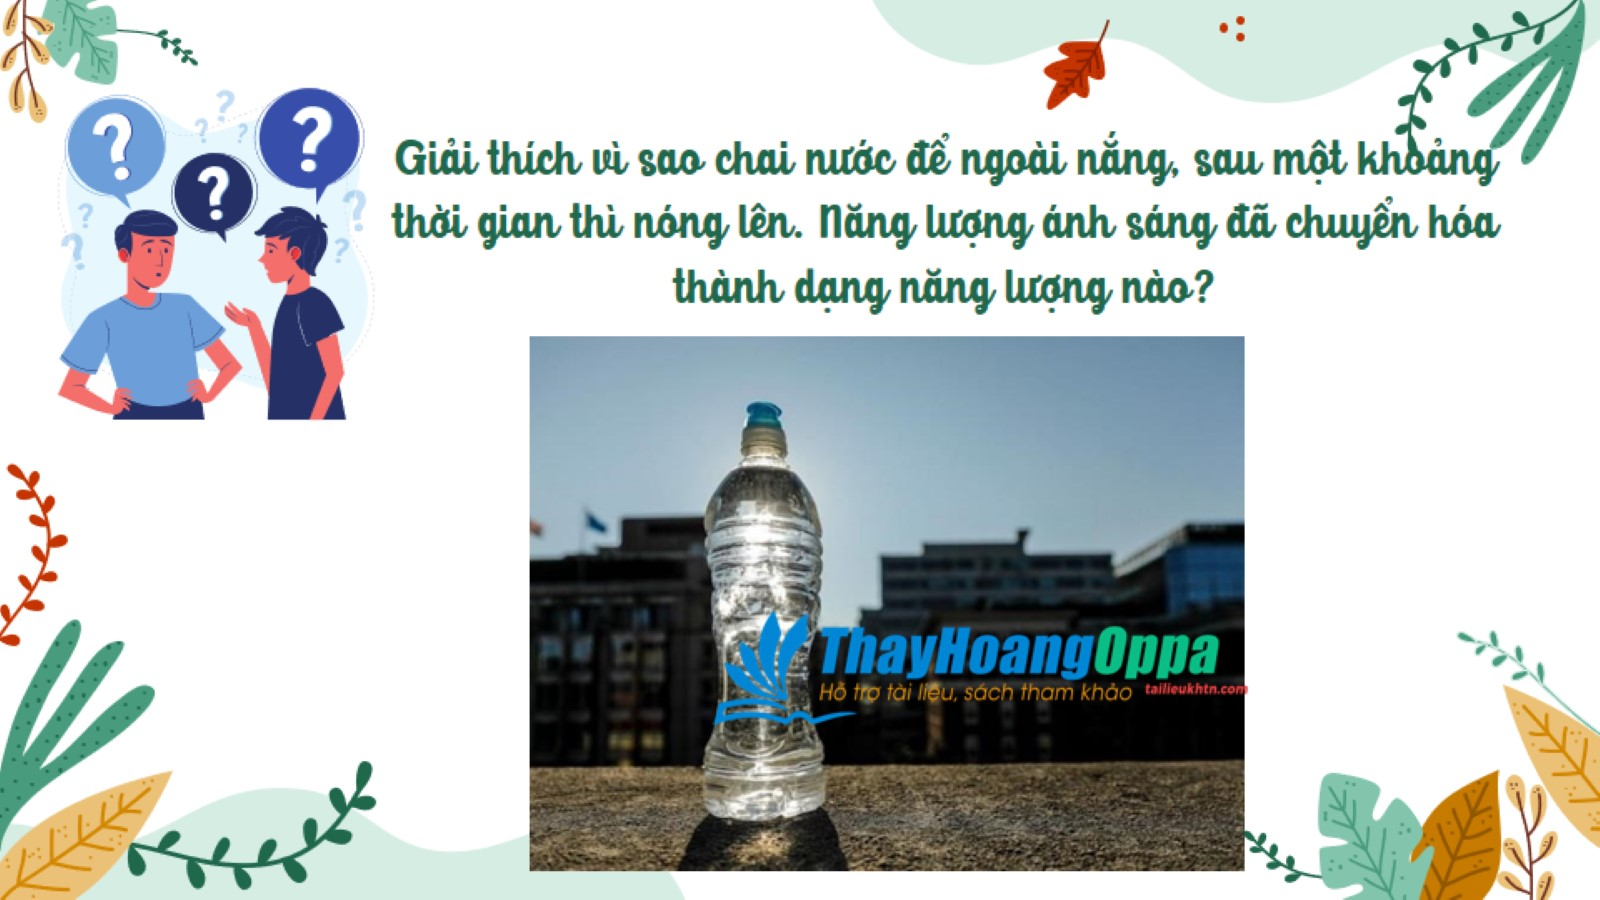 Giải thích vì sao chai nước để ngoài nắng, sau một khoảng
thời gian thì nóng lên. Năng lượng ánh sáng đã chuyển hóa
thành dạng năng lượng nào?
ThayHoangOppa
Hỗ trợ tài liệu, sách tham khảo
tailieukhtn.com